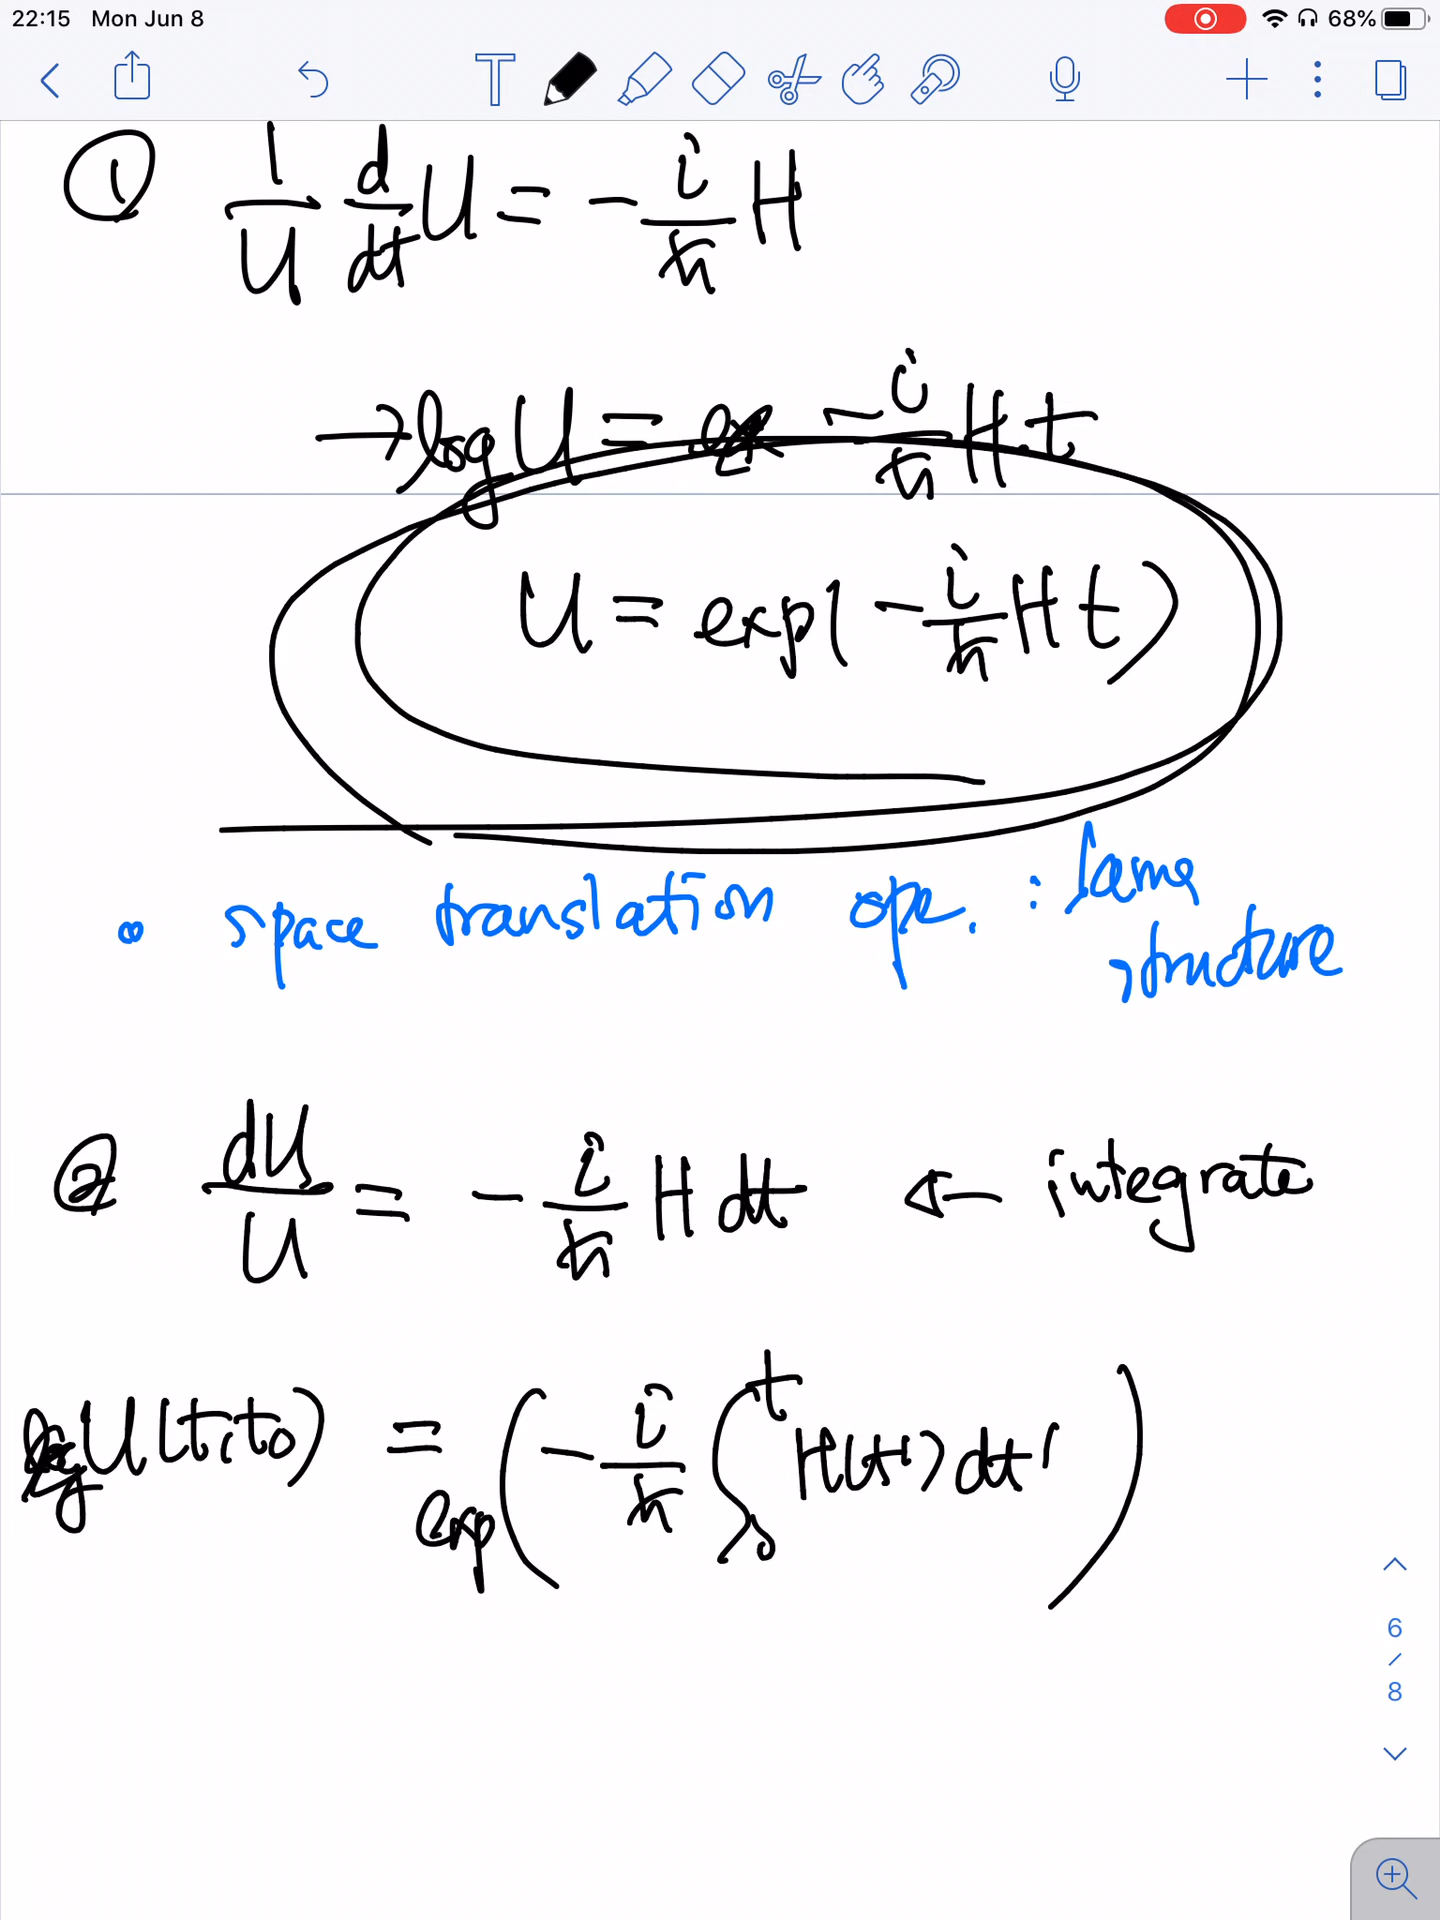 22:15 Mon Jun 8 68%
T
① 1/U d/dt U = - i/ħ H
→ log U = - i/ħ H·t
U = exp(- i/ħ H t)
∘ space translation ope. : same
structure
② dU/U = - i/ħ H dt ← integrate
U(t,t₀) = exp(- i/ħ ∫₀ᵗ H(t') dt')
6
/
8